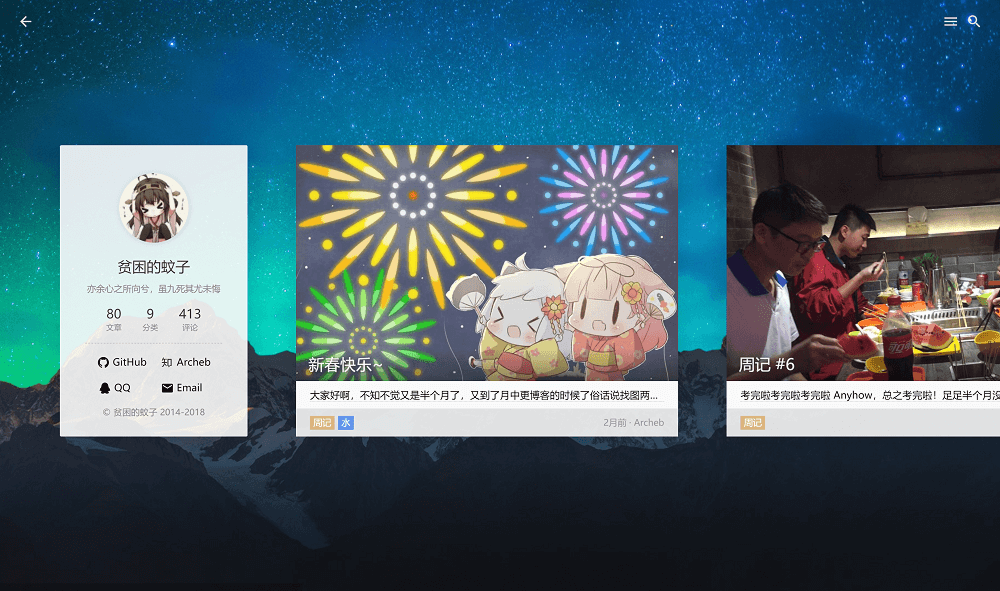 贫困的蚊子
亦余心之所向兮，虽九死其尤未悔
80 9 413
文章 分类 评论
GitHub 知 Archeb
QQ Email
© 贫困的蚊子 2014-2018
新春快乐~
大家好啊，不知不觉又是半个月了，又到了月中更博客的时候了俗话说找图两...
周记 水 2月前 · Archeb
周记 #6
考完啦考完啦考完啦 Anyhow，总之考完啦！足足半个月没
周记